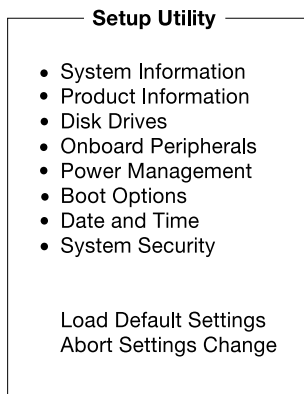 Setup Utility
• System Information
• Product Information
• Disk Drives
• Onboard Peripherals
• Power Management
• Boot Options
• Date and Time
• System Security
Load Default Settings
Abort Settings Change